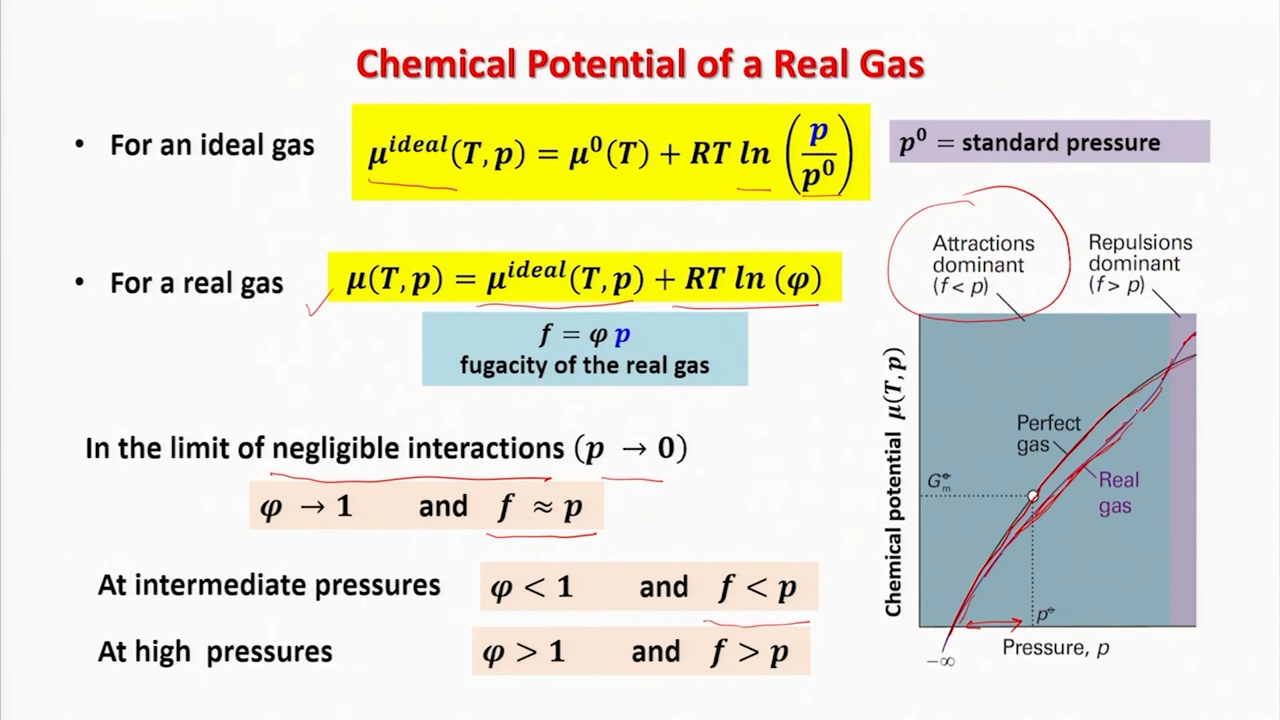 Chemical Potential of a Real Gas
• For an ideal gas
μ^{ideal}(T, p) = μ^0(T) + RT ln (p/p^0)
p^0 = standard pressure
• For a real gas
μ(T, p) = μ^{ideal}(T, p) + RT ln (φ)
f = φ p
fugacity of the real gas
In the limit of negligible interactions (p → 0)
φ → 1 and f ≈ p
At intermediate pressures φ < 1 and f < p
At high pressures φ > 1 and f > p
Attractions
dominant
(f < p)
Repulsions
dominant
(f > p)
Chemical potential μ(T, p)
Perfect
gas
Real
gas
G_m^⦵
p^⦵
−∞
Pressure, p